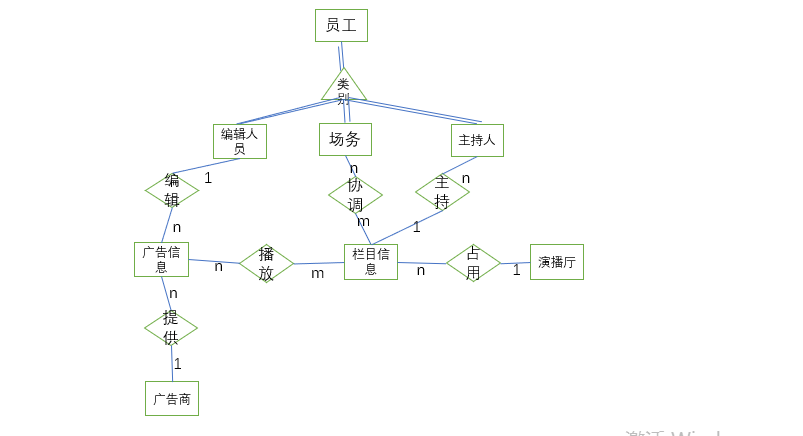 员工
类
别
编辑人
员
场务
主持人
编
辑
1
n
协
调
主
持
n
n
m
1
广告信
息
播
放
n
m
栏目信
息
占
用
n
1
演播厅
n
提
供
1
广告商